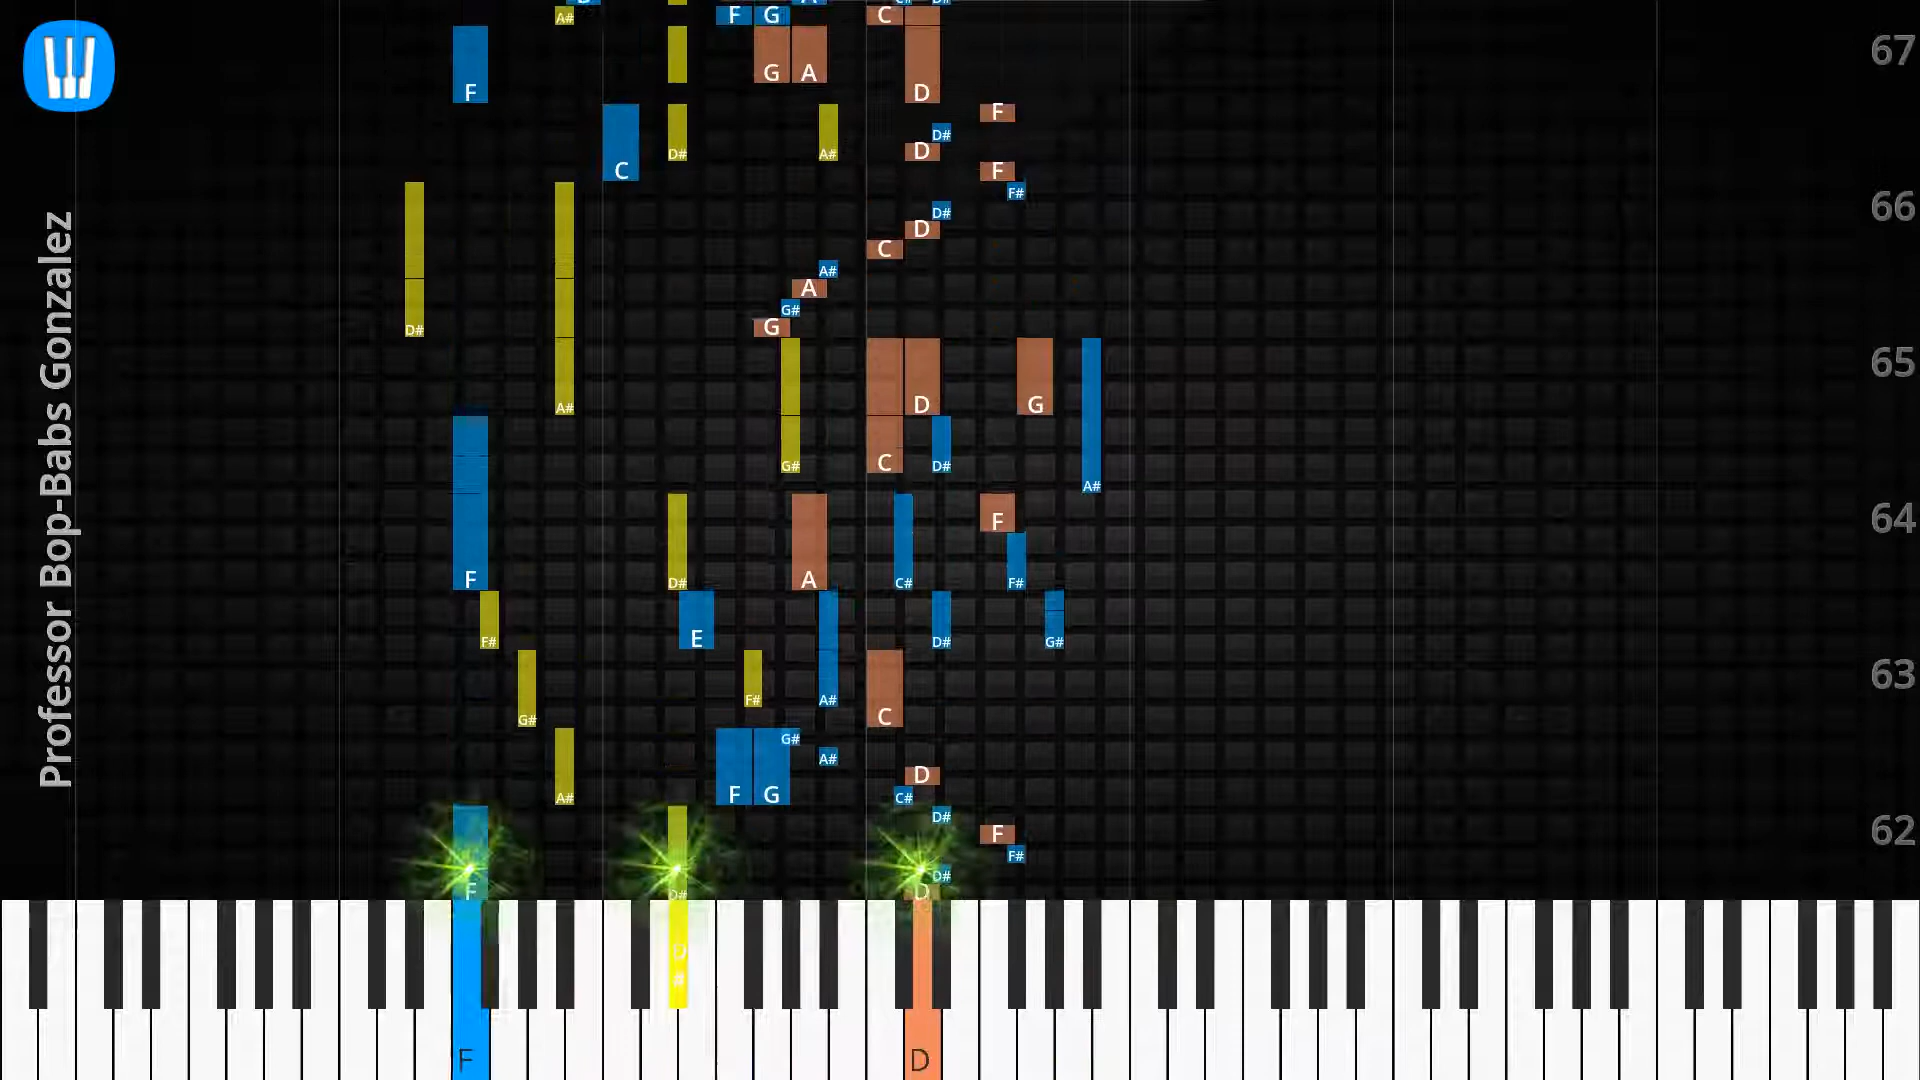 Professor Bop-Babs Gonzalez
A# F G A C C# D#
F G A D 67
F D#
C D# A# D F
F#
D# 66
D
C
A#
A
G#
D# G
65
A# D G
G# C D#
A#
F 64
F D# A C# F#
F# E D# G#
F# A# 63
G# C
G#
A#
D
A# F G C#
D#
F 62
F#
D#
F D# D
D
#
F D